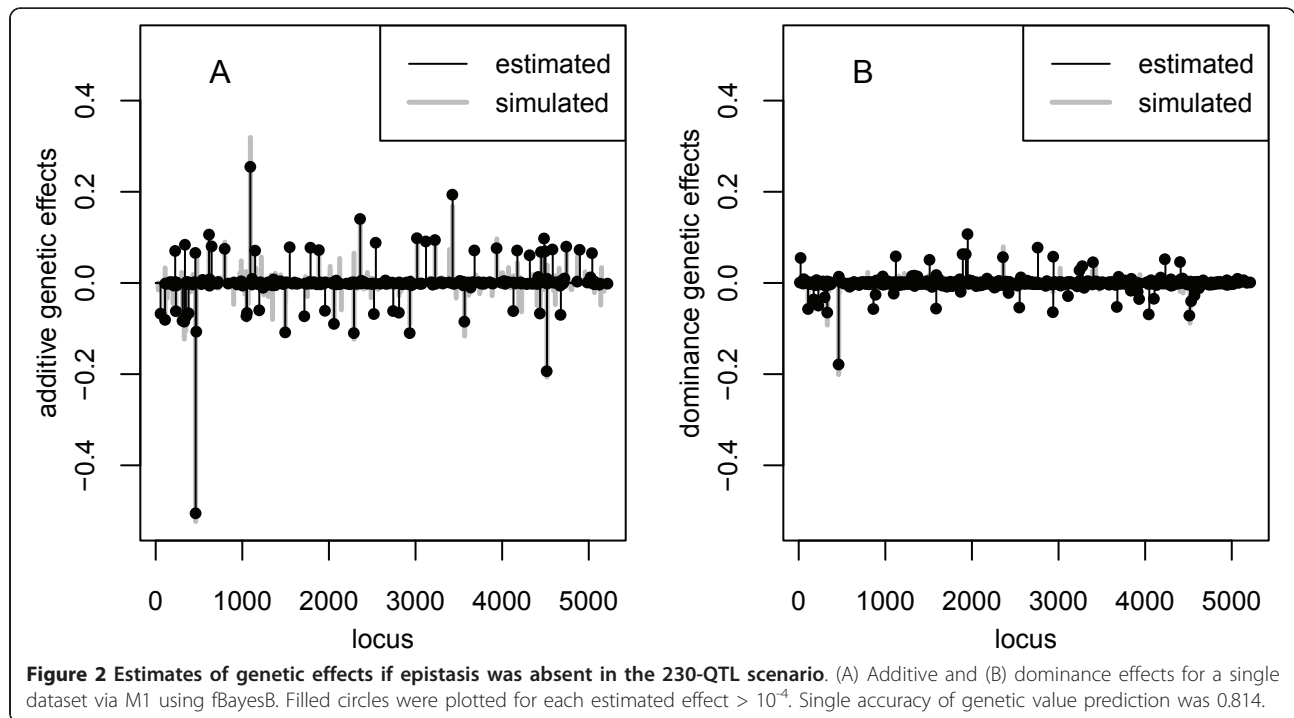 A
estimated
simulated
additive genetic effects
0.4
0.2
0.0
−0.2
−0.4
0 1000 2000 3000 4000 5000
locus
B
estimated
simulated
dominance genetic effects
0.4
0.2
0.0
−0.2
−0.4
0 1000 2000 3000 4000 5000
locus
Figure 2 Estimates of genetic effects if epistasis was absent in the 230-QTL scenario. (A) Additive and (B) dominance effects for a single
dataset via M1 using fBayesB. Filled circles were plotted for each estimated effect > 10⁻⁴. Single accuracy of genetic value prediction was 0.814.